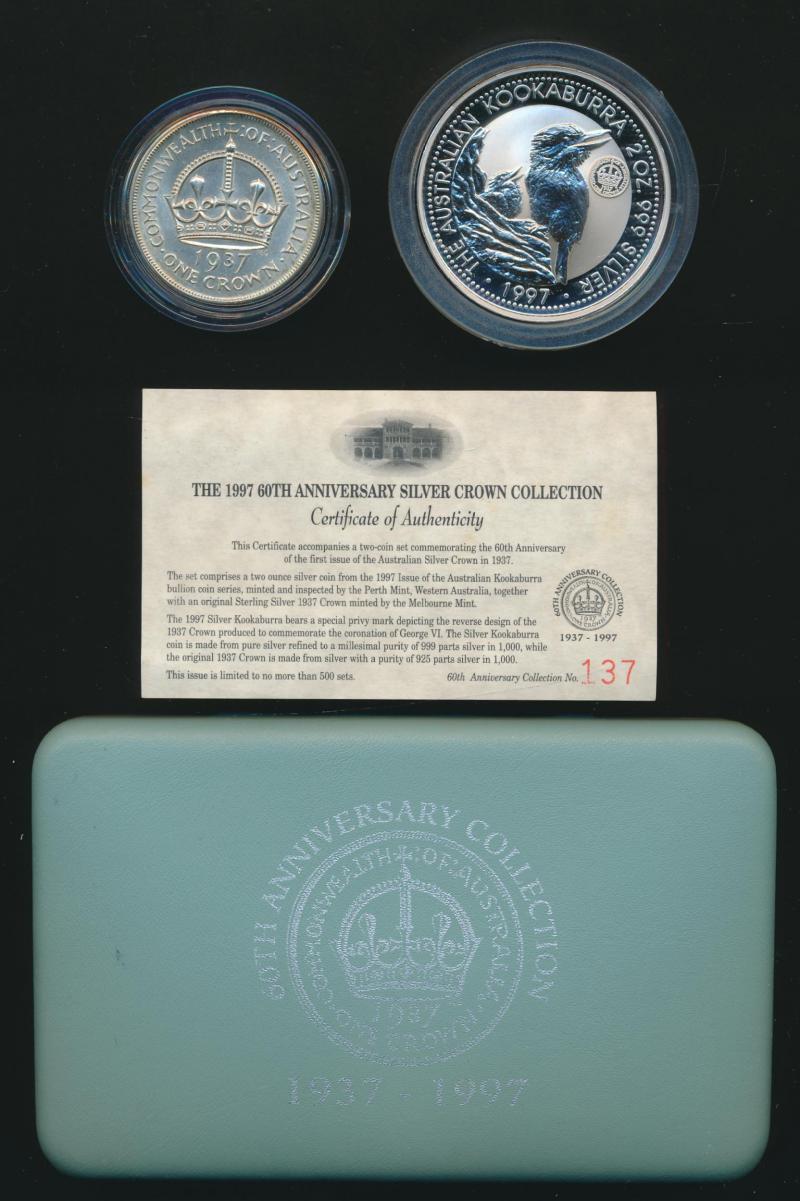 COMMONWEALTH OF AUSTRALIA
1937
ONE CROWN
THE AUSTRALIAN KOOKABURRA 2 OZ 999 SILVER
1997
THE 1997 60TH ANNIVERSARY SILVER CROWN COLLECTION
Certificate of Authenticity
This Certificate accompanies a two-coin set commemorating the 60th Anniversary
of the first issue of the Australian Silver Crown in 1937.
The set comprises a two ounce silver coin from the 1997 Issue of the Australian Kookaburra
bullion coin series, minted and inspected by the Perth Mint, Western Australia, together
with an original Sterling Silver 1937 Crown minted by the Melbourne Mint.
The 1997 Silver Kookaburra bears a special privy mark depicting the reverse design of the
1937 Crown produced to commemorate the coronation of George VI. The Silver Kookaburra
coin is made from pure silver refined to a millesimal purity of 999 parts silver in 1,000, while
the original 1937 Crown is made from silver with a purity of 925 parts silver in 1,000.
This issue is limited to no more than 500 sets.
60th Anniversary Collection No. 137
60TH ANNIVERSARY COLLECTION
1937 - 1997
60TH ANNIVERSARY COLLECTION
COMMONWEALTH OF AUSTRALIA
1937
ONE CROWN
1937 - 1997